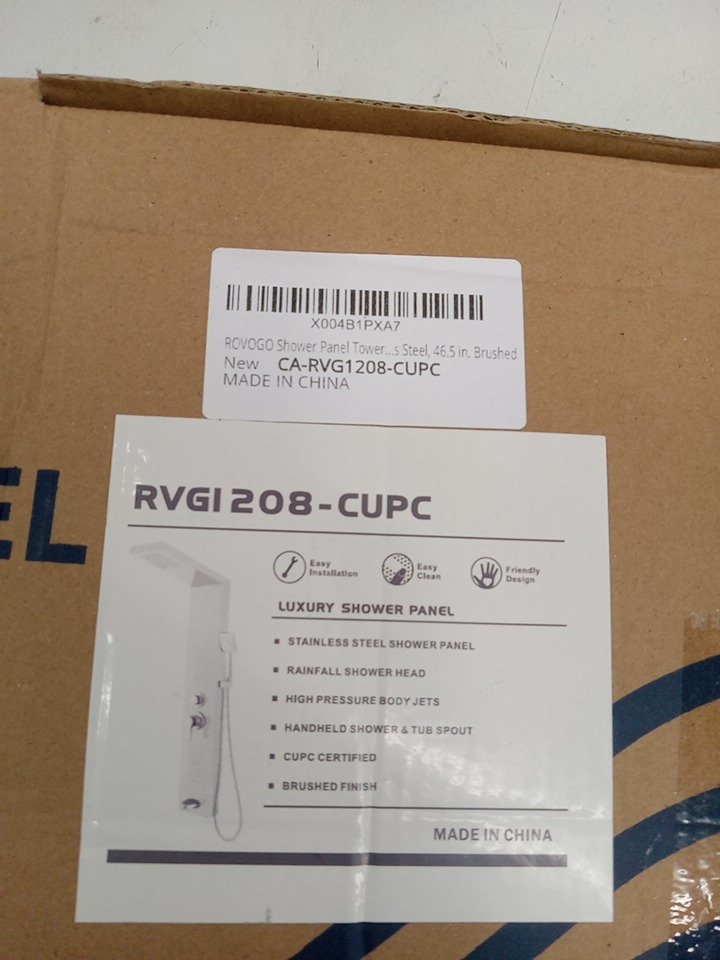 X004B1PXA7
ROVOGO Shower Panel Tower...s Steel, 46.5 in. Brushed
New CA-RVG1208-CUPC
MADE IN CHINA
EL
RVG1208-CUPC
Easy Installation
Easy Clean
Friendly Design
LUXURY SHOWER PANEL
▪ STAINLESS STEEL SHOWER PANEL
▪ RAINFALL SHOWER HEAD
▪ HIGH PRESSURE BODY JETS
▪ HANDHELD SHOWER & TUB SPOUT
▪ CUPC CERTIFIED
▪ BRUSHED FINISH
MADE IN CHINA